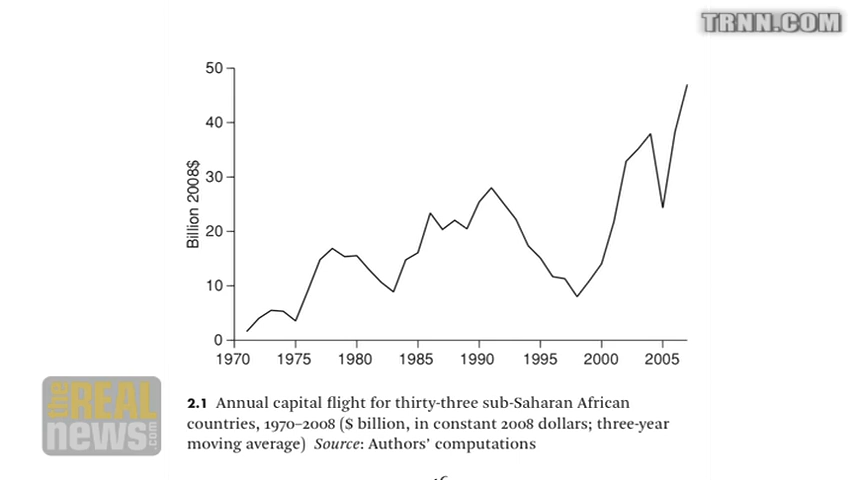 TRNN.COM
50
40
30
20
10
0
Billion 2008$
1970 1975 1980 1985 1990 1995 2000 2005
2.1 Annual capital flight for thirty-three sub-Saharan African
countries, 1970–2008 ($ billion, in constant 2008 dollars; three-year
moving average) Source: Authors’ computations
the REAL
news.com